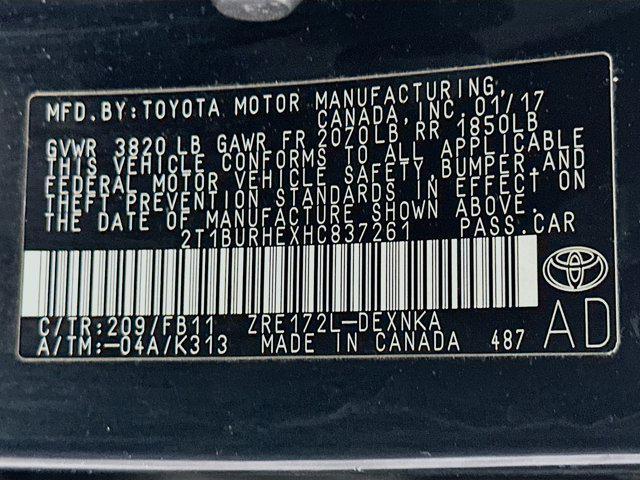 MFD.BY:TOYOTA MOTOR MANUFACTURING,
CANADA,INC.01/17
GVWR 3820 LB GAWR FR 2070LB RR 1850LB
THIS VEHICLE CONFORMS TO ALL APPLICABLE
FEDERAL MOTOR VEHICLE SAFETY,BUMPER,AND
THEFT PREVENTION STANDARDS IN EFFECT ON
THE DATE OF MANUFACTURE SHOWN ABOVE.
2T1BURHEXHC837261 PASS.CAR
C/TR:209/FB11 ZRE172L-DEXNKA
A/TM:-04A/K313 MADE IN CANADA 487
AD